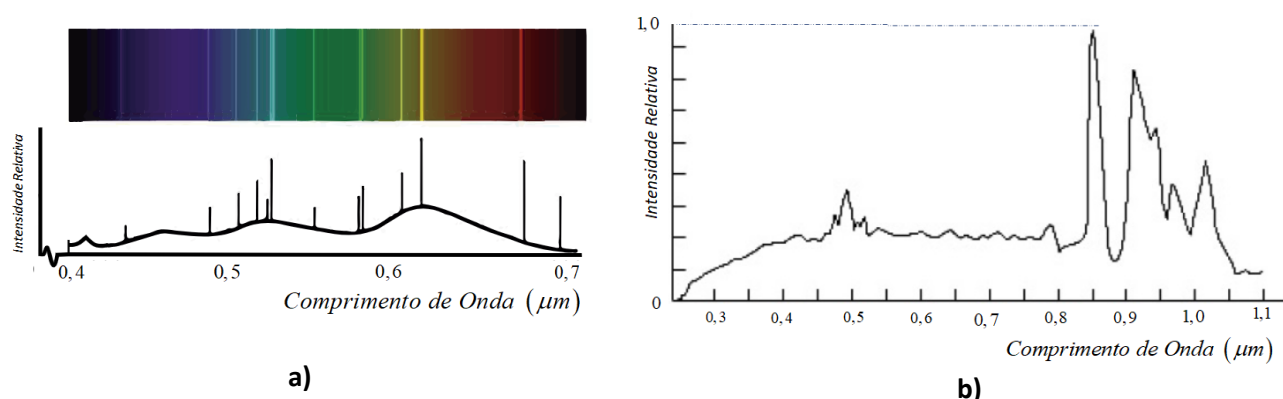 Intensidade Relativa
0,4
0,5
0,6
0,7
Comprimento de Onda (μm)
a)
1,0
Intensidade Relativa
0
0,3
0,4
0,5
0,6
0,7
0,8
0,9
1,0
1,1
Comprimento de Onda (μm)
b)